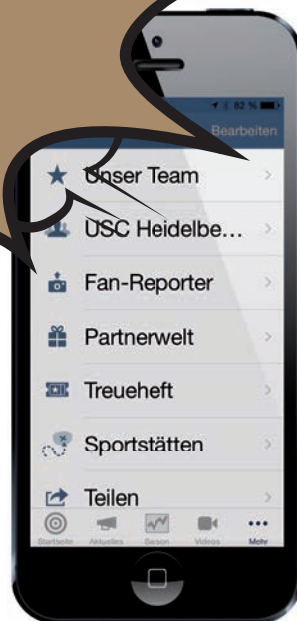 82 %
Bearbeiten
Unser Team
USC Heidelbe...
Fan-Reporter
Partnerwelt
Treueheft
Sportstätten
Teilen
Startseite Aktuelles Saison Videos Mehr